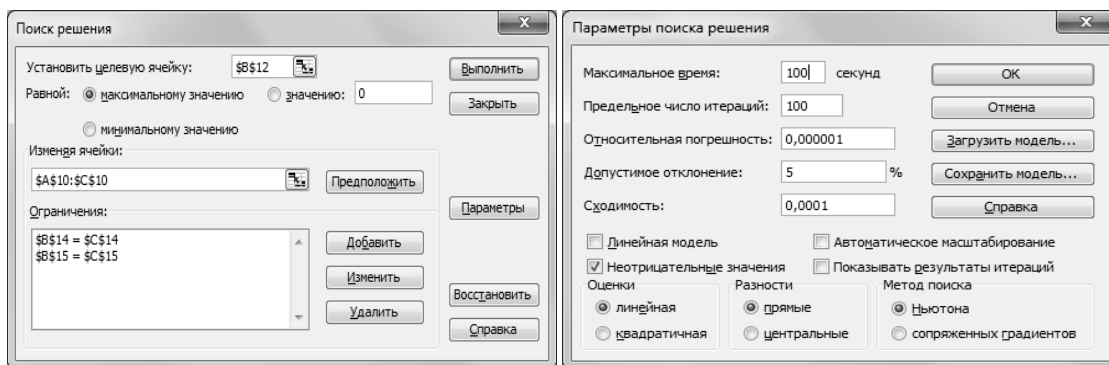 Поиск решения
Установить целевую ячейку: $B$12
Выполнить
Равной: максимальному значению значению: 0
Закрыть
минимальному значению
Изменяя ячейки:
$A$10:$C$10
Предположить
Параметры
Ограничения:
$B$14 = $C$14
$B$15 = $C$15
Добавить
Изменить
Удалить
Восстановить
Справка
Параметры поиска решения
Максимальное время: 100 секунд
OK
Предельное число итераций: 100
Отмена
Относительная погрешность: 0,000001
Загрузить модель...
Допустимое отклонение: 5 %
Сохранить модель...
Сходимость: 0,0001
Справка
Линейная модель
Автоматическое масштабирование
Неотрицательные значения
Показывать результаты итераций
Оценки
линейная
квадратичная
Разности
прямые
центральные
Метод поиска
Ньютона
сопряженных градиентов